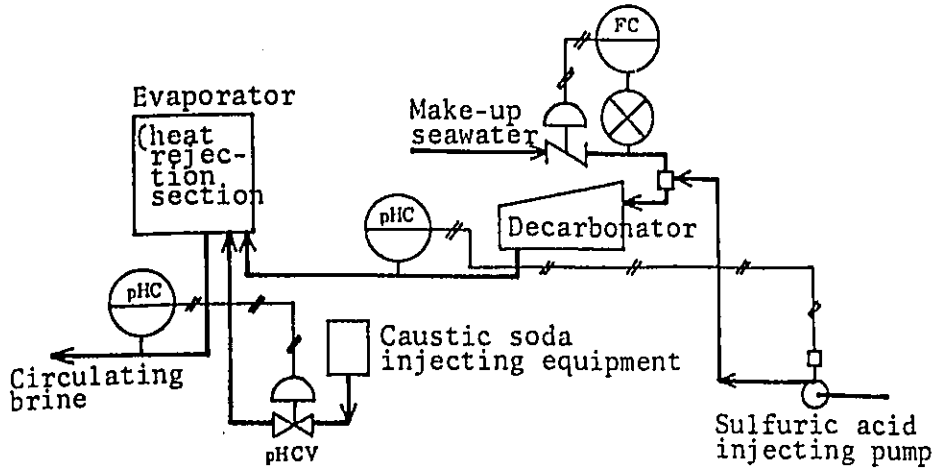 FC
Evaporator
(heat
rejec-
tion
section
Make-up
seawater
pHC
Decarbonator
pHC
Caustic soda
injecting equipment
Circulating
brine
pHCV
Sulfuric acid
injecting pump